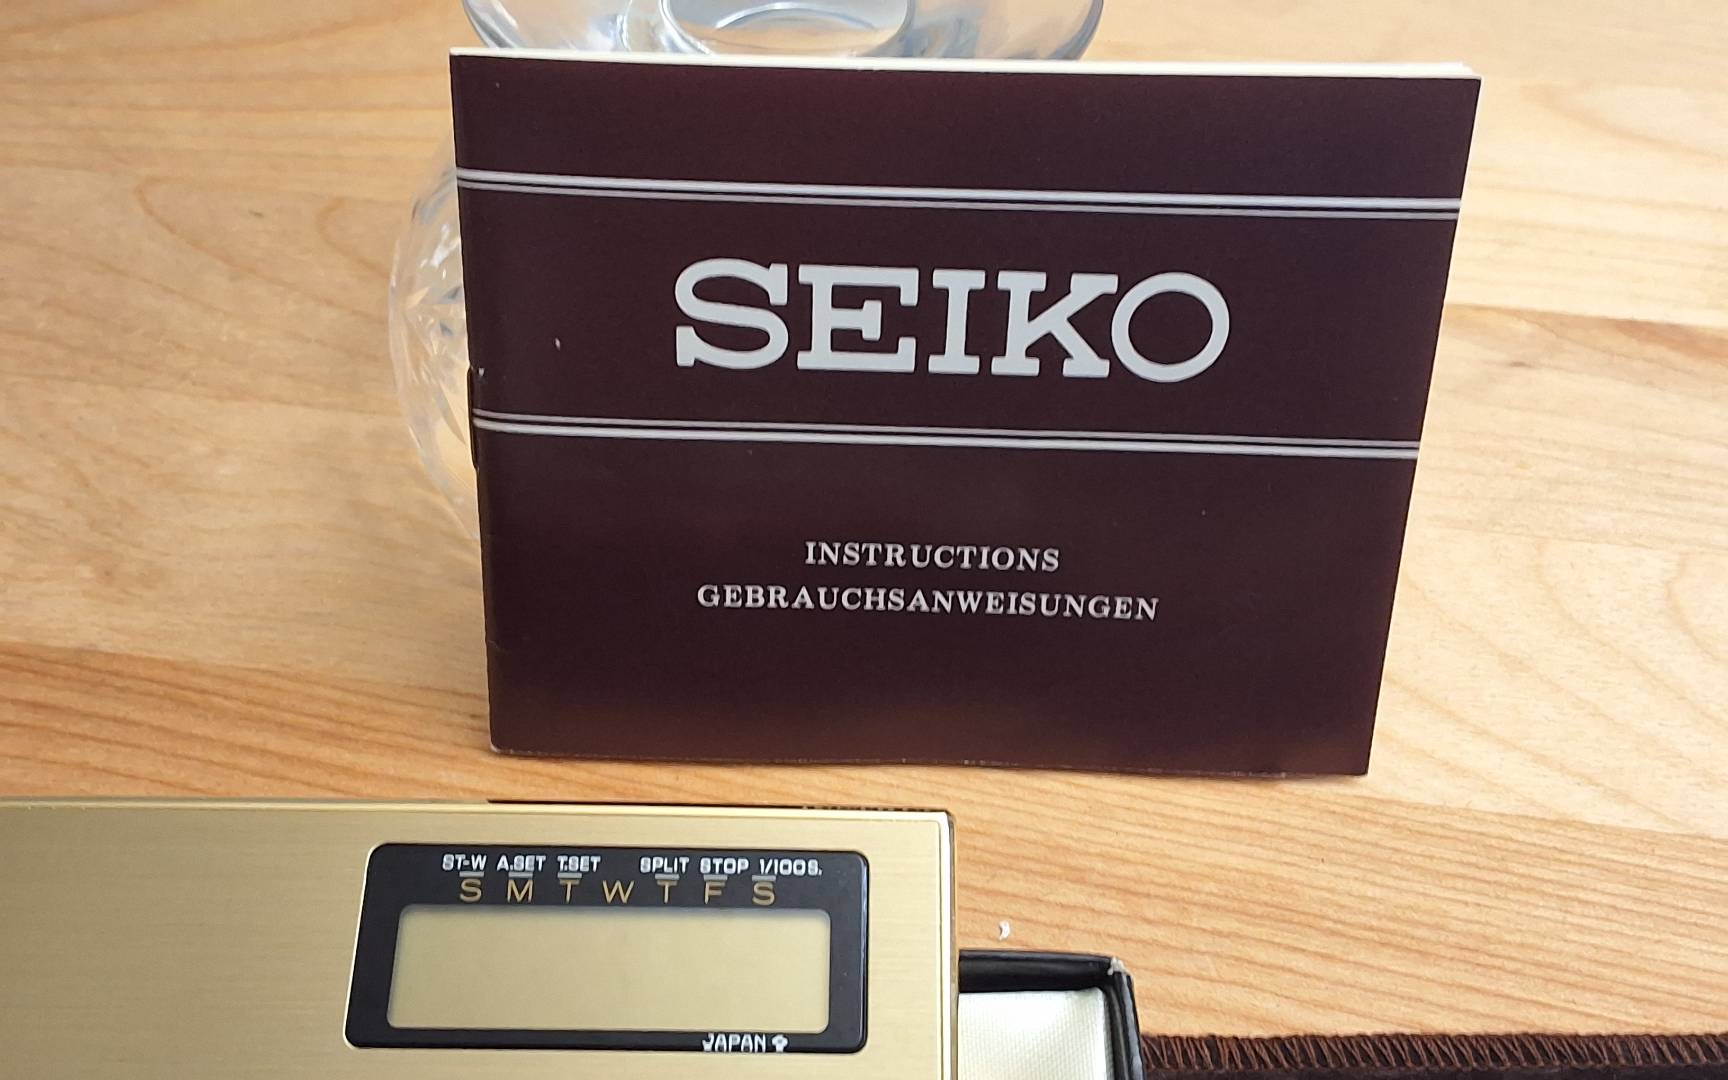 SEIKO
INSTRUCTIONS
GEBRAUCHSANWEISUNGEN
ST-W A.SET T.SET SPLIT STOP 1/100S.
S M T W T F S
JAPAN